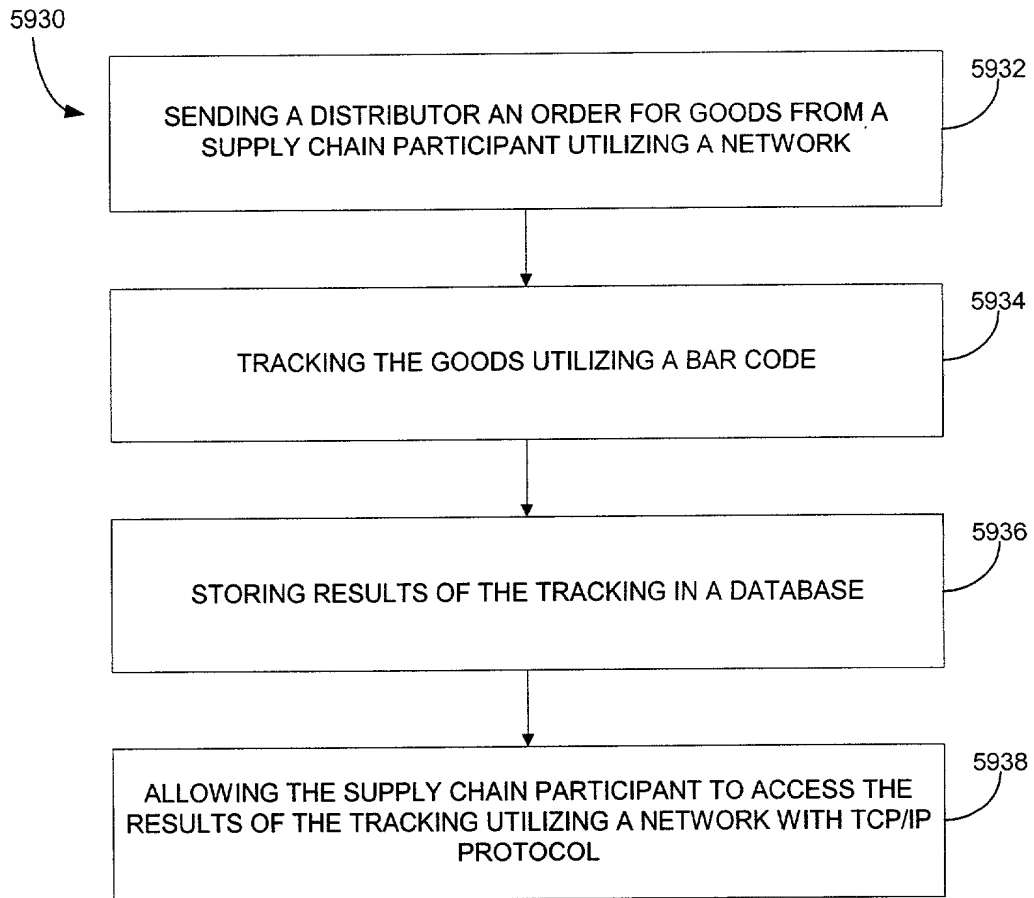 5930
5932
SENDING A DISTRIBUTOR AN ORDER FOR GOODS FROM A
SUPPLY CHAIN PARTICIPANT UTILIZING A NETWORK
5934
TRACKING THE GOODS UTILIZING A BAR CODE
5936
STORING RESULTS OF THE TRACKING IN A DATABASE
5938
ALLOWING THE SUPPLY CHAIN PARTICIPANT TO ACCESS THE
RESULTS OF THE TRACKING UTILIZING A NETWORK WITH TCP/IP
PROTOCOL